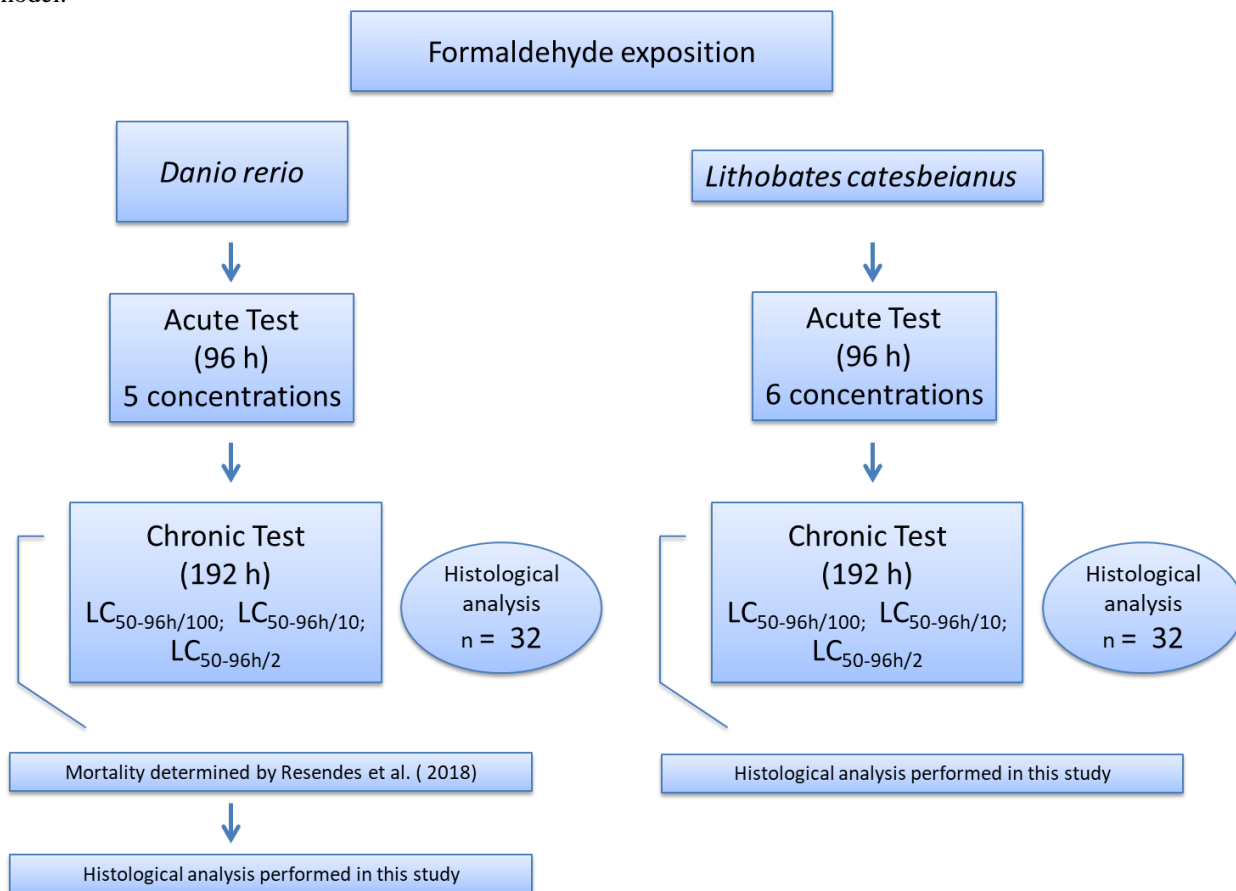 Formaldehyde exposition
Danio rerio
Acute Test
(96 h)
5 concentrations
Chronic Test
(192 h)
LC50-96h/100; LC50-96h/10;
LC50-96h/2
Histological
analysis
n = 32
Mortality determined by Resendes et al. ( 2018)
Histological analysis performed in this study
Lithobates catesbeianus
Acute Test
(96 h)
6 concentrations
Chronic Test
(192 h)
LC50-96h/100; LC50-96h/10;
LC50-96h/2
Histological
analysis
n = 32
Histological analysis performed in this study